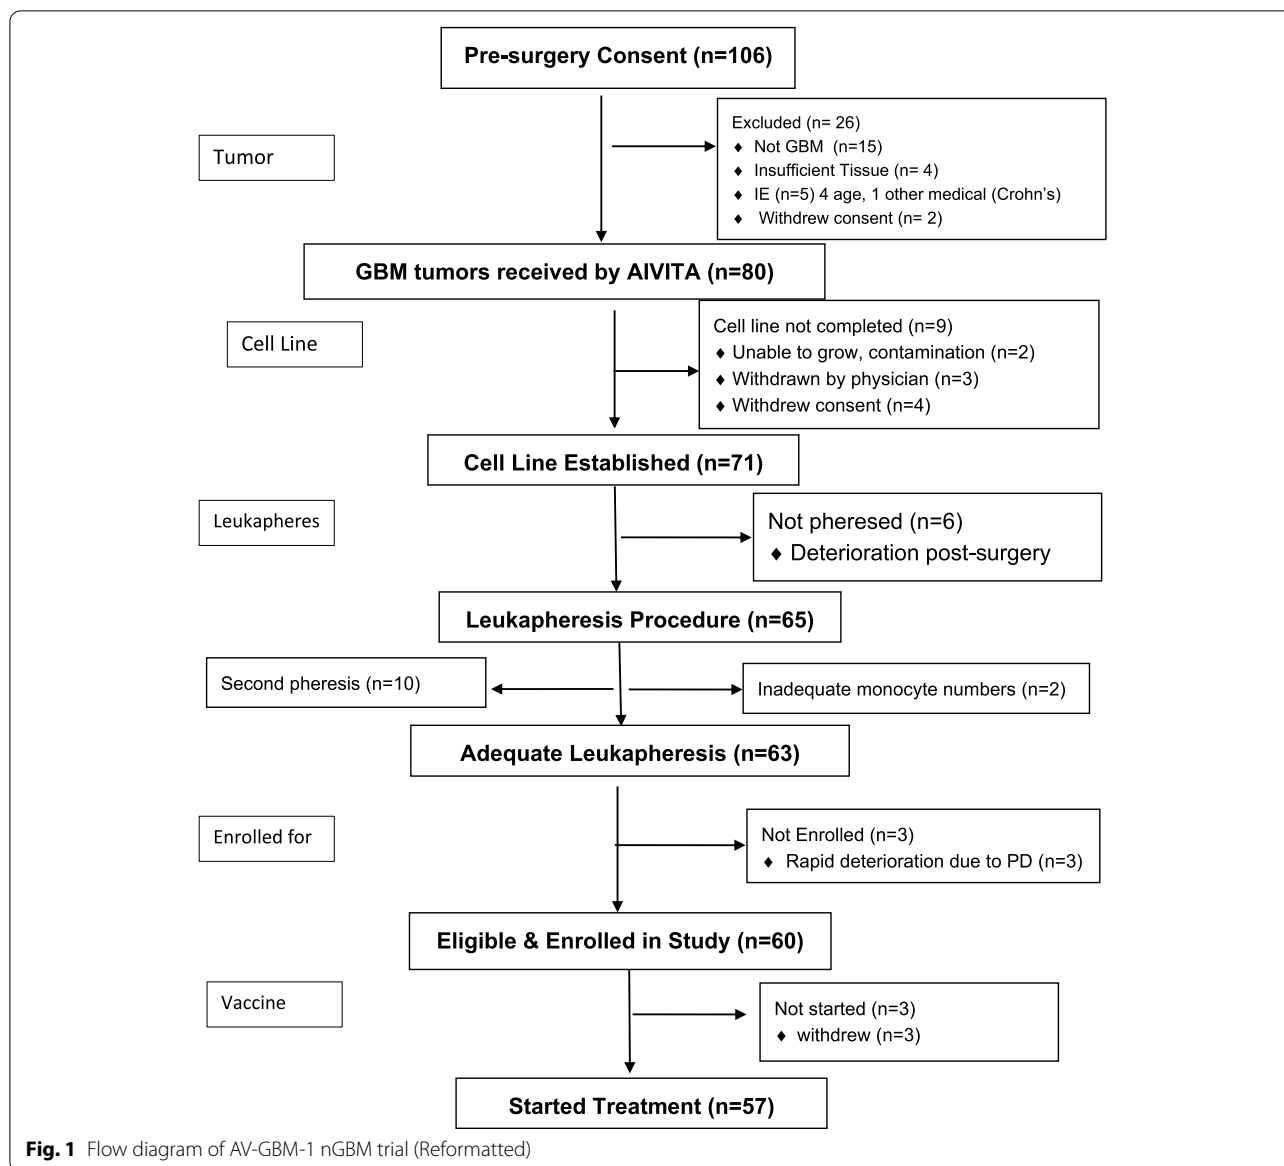 Pre-surgery Consent (n=106)
Tumor
Excluded (n= 26)
♦ Not GBM (n=15)
♦ Insufficient Tissue (n= 4)
♦ IE (n=5) 4 age, 1 other medical (Crohn's)
♦ Withdrew consent (n= 2)
GBM tumors received by AIVITA (n=80)
Cell Line
Cell line not completed (n=9)
♦ Unable to grow, contamination (n=2)
♦ Withdrawn by physician (n=3)
♦ Withdrew consent (n=4)
Cell Line Established (n=71)
Leukapheres
Not pheresed (n=6)
♦ Deterioration post-surgery
Leukapheresis Procedure (n=65)
Second pheresis (n=10)
Inadequate monocyte numbers (n=2)
Adequate Leukapheresis (n=63)
Enrolled for
Not Enrolled (n=3)
♦ Rapid deterioration due to PD (n=3)
Eligible & Enrolled in Study (n=60)
Vaccine
Not started (n=3)
♦ withdrew (n=3)
Started Treatment (n=57)
Fig. 1 Flow diagram of AV-GBM-1 nGBM trial (Reformatted)